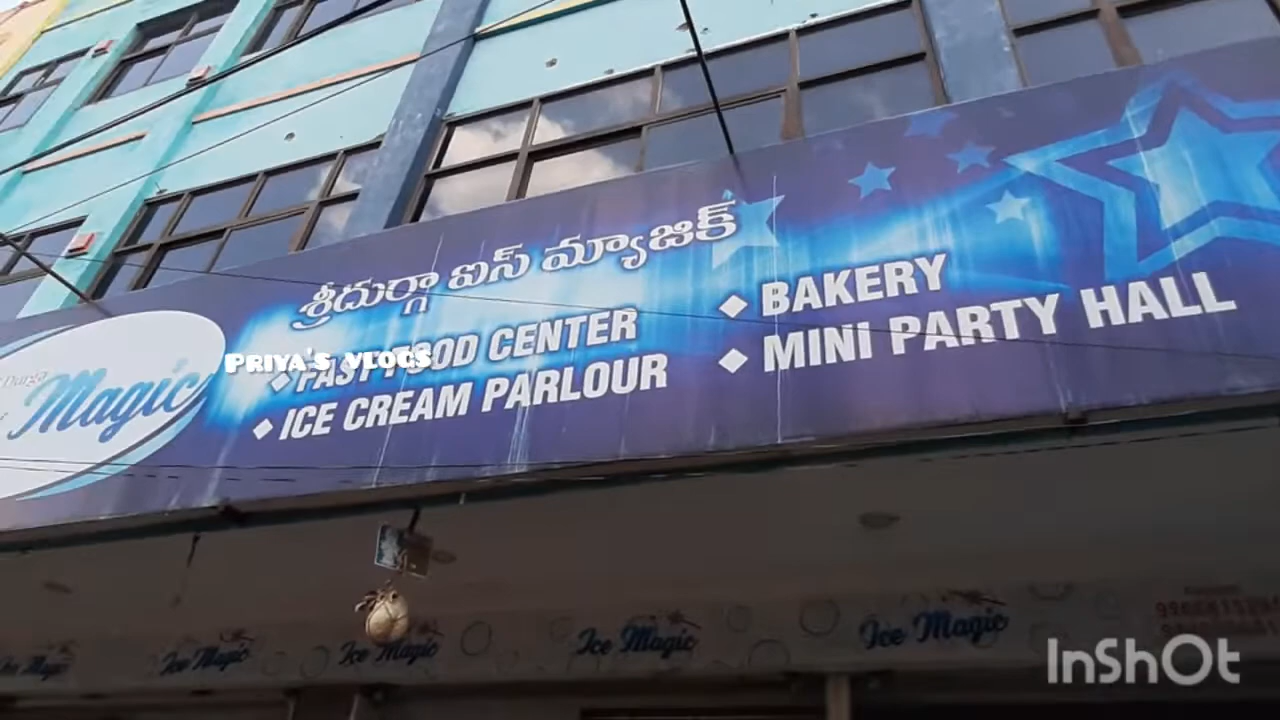 శ్రీదుర్గా ఐస్ మ్యాజిక్
Durga
Magic
PRIYA'S VLOGS
FAST FOOD CENTER
ICE CREAM PARLOUR
BAKERY
MINI PARTY HALL
Ice Magic
Ice Magic
Ice Magic
Ice Magic
InShOt